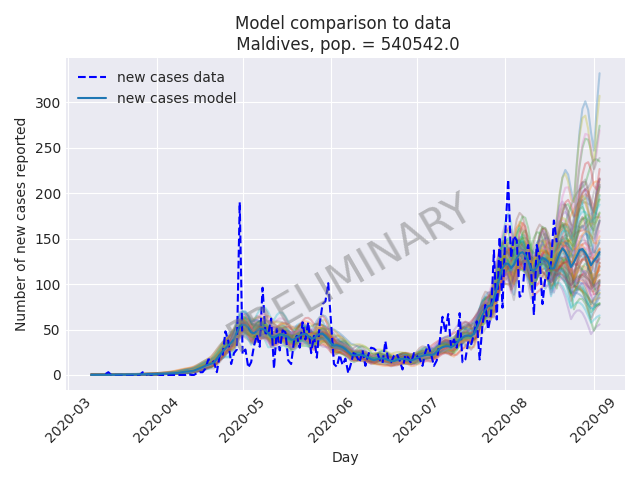 Model comparison to data
Maldives, pop. = 540542.0
new cases data
new cases model
PRELIMINARY
Number of new cases reported
300
250
200
150
100
50
0
2020-03
2020-04
2020-05
2020-06
2020-07
2020-08
2020-09
Day